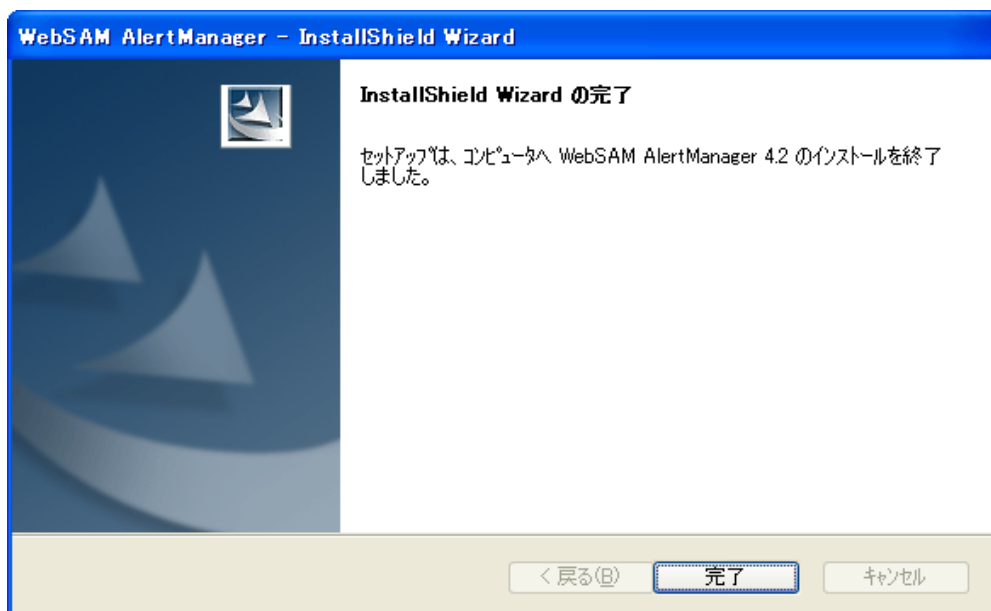 WebSAM AlertManager - InstallShield Wizard
InstallShield Wizard の完了
セットアップは、コンピュータへ WebSAM AlertManager 4.2 のインストールを終了
しました。
< 戻る(B)
完了
キャンセル